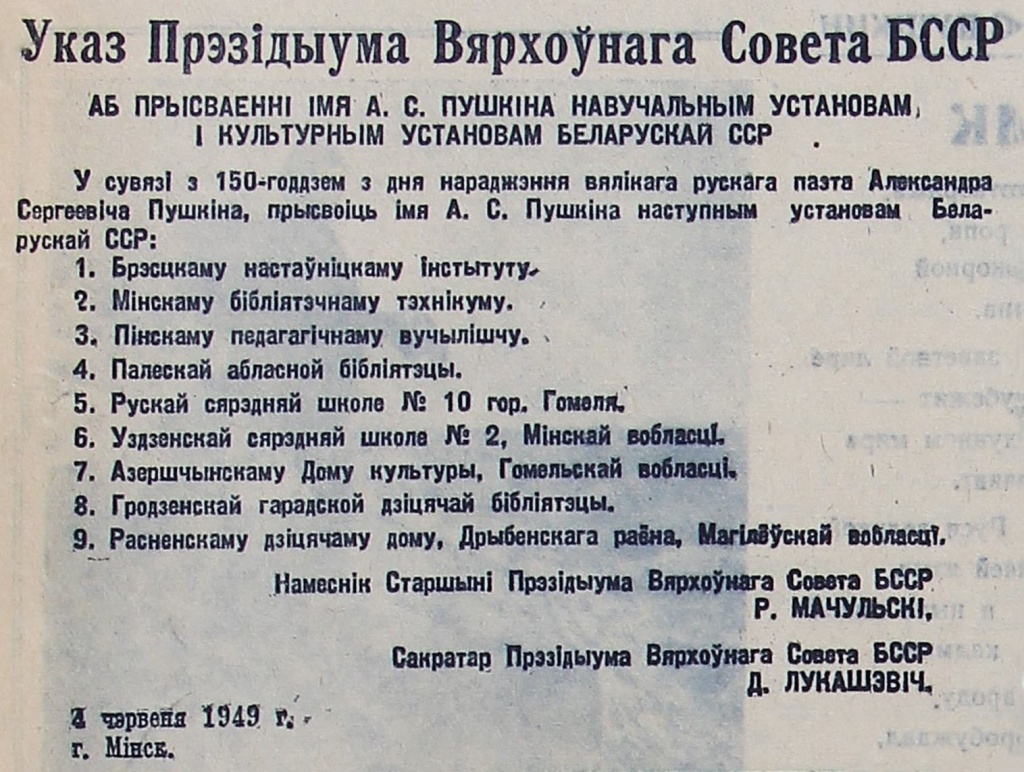 Указ Прэзідыума Вярхоўнага Совета БССР
АБ ПРЫСВАЕННІ ІМЯ А. С. ПУШКІНА НАВУЧАЛЬНЫМ УСТАНОВАМ,
І КУЛЬТУРНЫМ УСТАНОВАМ БЕЛАРУСКАЙ ССР
У сувязі з 150-годдзем з дня нараджэння вялікага рускага паэта Александра
Сергеевіча Пушкіна, прысвоіць імя А. С. Пушкіна наступным установам Бела-
рускай ССР:
1. Брэсцкаму настаўніцкаму інстытуту.
2. Мінскаму бібліятэчнаму тэхнікуму.
3. Пінскаму педагагічнаму вучылішчу.
4. Палескай абласной бібліятэцы.
5. Рускай сярэдняй школе № 10 гор. Гомеля.
6. Уздзенскай сярэдняй школе № 2, Мінскай вобласці.
7. Азершчынскаму Дому культуры, Гомельскай вобласці.
8. Гродзенскай гарадской дзіцячай бібліятэцы.
9. Расненскаму дзіцячаму дому, Дрыбенскага раёна, Магілёўскай вобласці.
Намеснік Старшыні Прэзідыума Вярхоўнага Совета БССР
Р. МАЧУЛЬСКІ.
Сакратар Прэзідыума Вярхоўнага Совета БССР
Д. ЛУКАШЭВІЧ.
чэрвеня 1949 г.
г. Мінск.